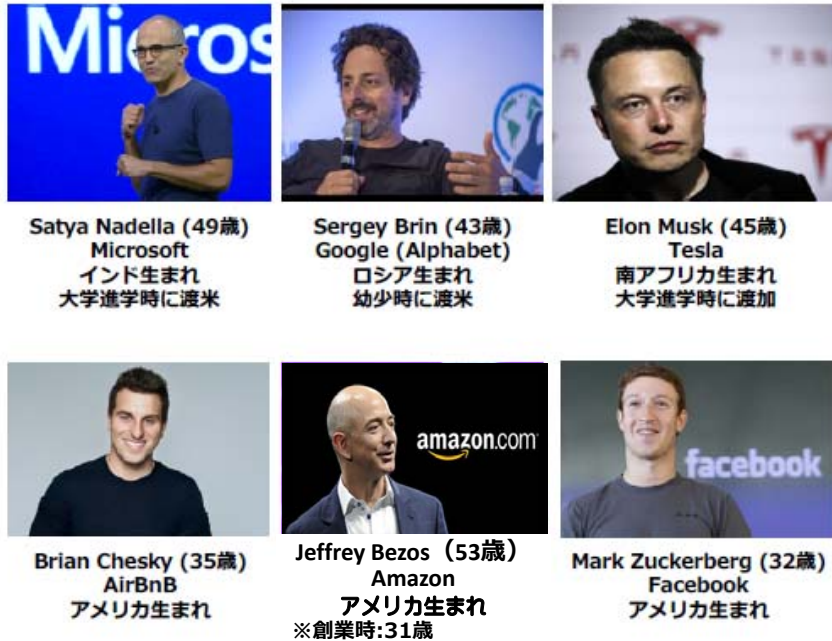 Micros
TESLA
Satya Nadella (49歳)
Microsoft
インド生まれ
大学進学時に渡米
Sergey Brin (43歳)
Google (Alphabet)
ロシア生まれ
幼少時に渡米
Elon Musk (45歳)
Tesla
南アフリカ生まれ
大学進学時に渡加
amazon.com
facebook
Brian Chesky (35歳)
AirBnB
アメリカ生まれ
Jeffrey Bezos（53歳）
Amazon
アメリカ生まれ
※創業時:31歳
Mark Zuckerberg (32歳)
Facebook
アメリカ生まれ